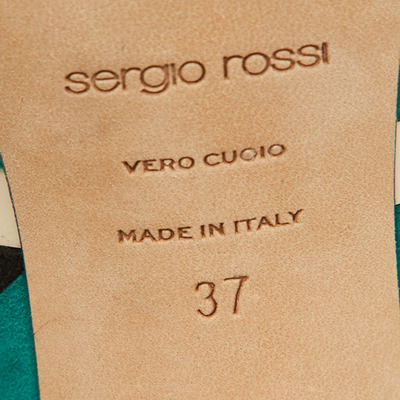 sergio rossi
VERO CUOIO
MADE IN ITALY
37